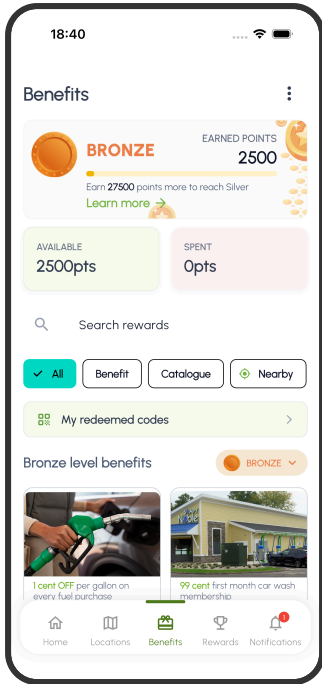 18:40
Benefits
BRONZE
EARNED POINTS
2500
Earn 27500 points more to reach Silver
Learn more →
AVAILABLE
2500pts
SPENT
0pts
Search rewards
All
Benefit
Catalogue
Nearby
My redeemed codes
Bronze level benefits
BRONZE
1 cent OFF per gallon on
every fuel purchase
99 cent first month car wash
membership
Home
Locations
Benefits
Rewards
1
Notifications